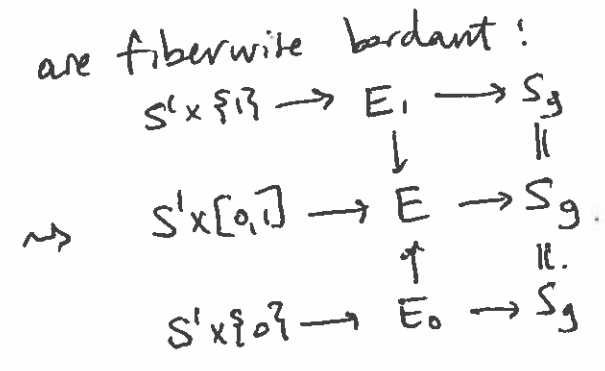 are fiberwise bordant :
S¹ × {1} → E₁ → S_g
↓ ||
⇝ S¹ × [0,1] → E → S_g.
↑ ||.
S¹ × {0} → E₀ → S_g